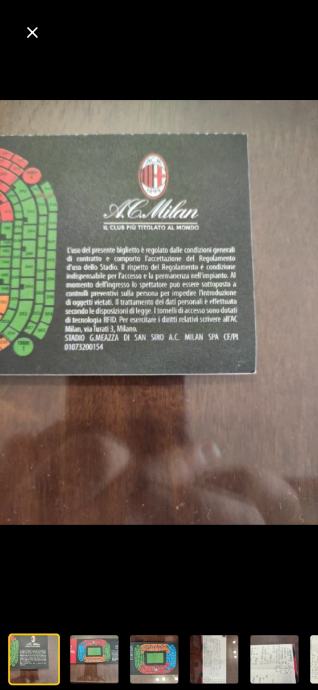 A.C. Milan
IL CLUB PIÙ TITOLATO AL MONDO
L'uso del presente biglietto è regolato dalle condizioni generali
di contratto e comporta l'accettazione del Regolamento
d'uso dello Stadio. Il rispetto del Regolamento è condizione
indispensabile per l'accesso e la permanenza nell'impianto. Al
momento dell'ingresso lo spettatore può essere sottoposto a
controlli preventivi sulla persona per impedire l'introduzione
di oggetti vietati. Il trattamento dei dati personali è effettuato
secondo le disposizioni di legge. I tornelli di accesso sono dotati
di tecnologia RFID. Per esercitare i diritti relativi scrivere all'AC
Milan, via Turati 3, Milano.
STADIO G.MEAZZA DI SAN SIRO A.C. MILAN SPA CF/PI
01073200154